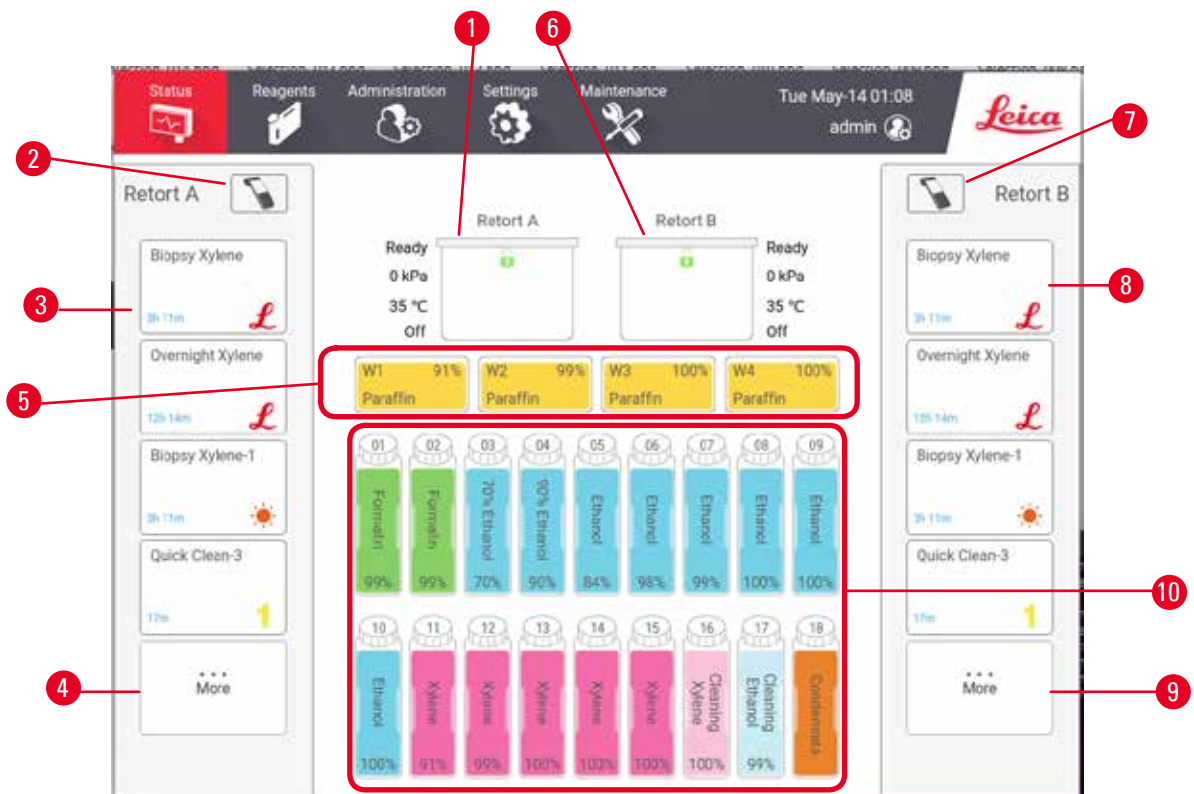 1
6
Status
Reagents
Administration
Settings
Maintenance
Tue May-14 01:08
admin
Leica
7
2
Retort A
Retort B
Retort A
Retort B
Ready
0 kPa
35 °C
Off
Ready
0 kPa
35 °C
Off
3
Biopsy Xylene
3h 11m
L
Overnight Xylene
12h 14m
L
Biopsy Xylene-1
3h 11m
Quick Clean-3
17m
1
4
...
More
5
W1 91%
Paraffin
W2 99%
Paraffin
W3 100%
Paraffin
W4 100%
Paraffin
01 02 03 04 05 06 07 08 09
Formalin
Formalin
70% Ethanol
90% Ethanol
Ethanol
Ethanol
Ethanol
Ethanol
Ethanol
99% 99% 70% 90% 84% 98% 99% 100% 100%
10 11 12 13 14 15 16 17 18
Ethanol
Xylene
Xylene
Xylene
Xylene
Xylene
Cleaning
Xylene
Cleaning
Ethanol
Condensate
100% 91% 99% 100% 100% 100% 100% 99%
8
Biopsy Xylene
3h 11m
L
Overnight Xylene
12h 14m
L
Biopsy Xylene-1
3h 11m
Quick Clean-3
17m
1
10
...
More
9